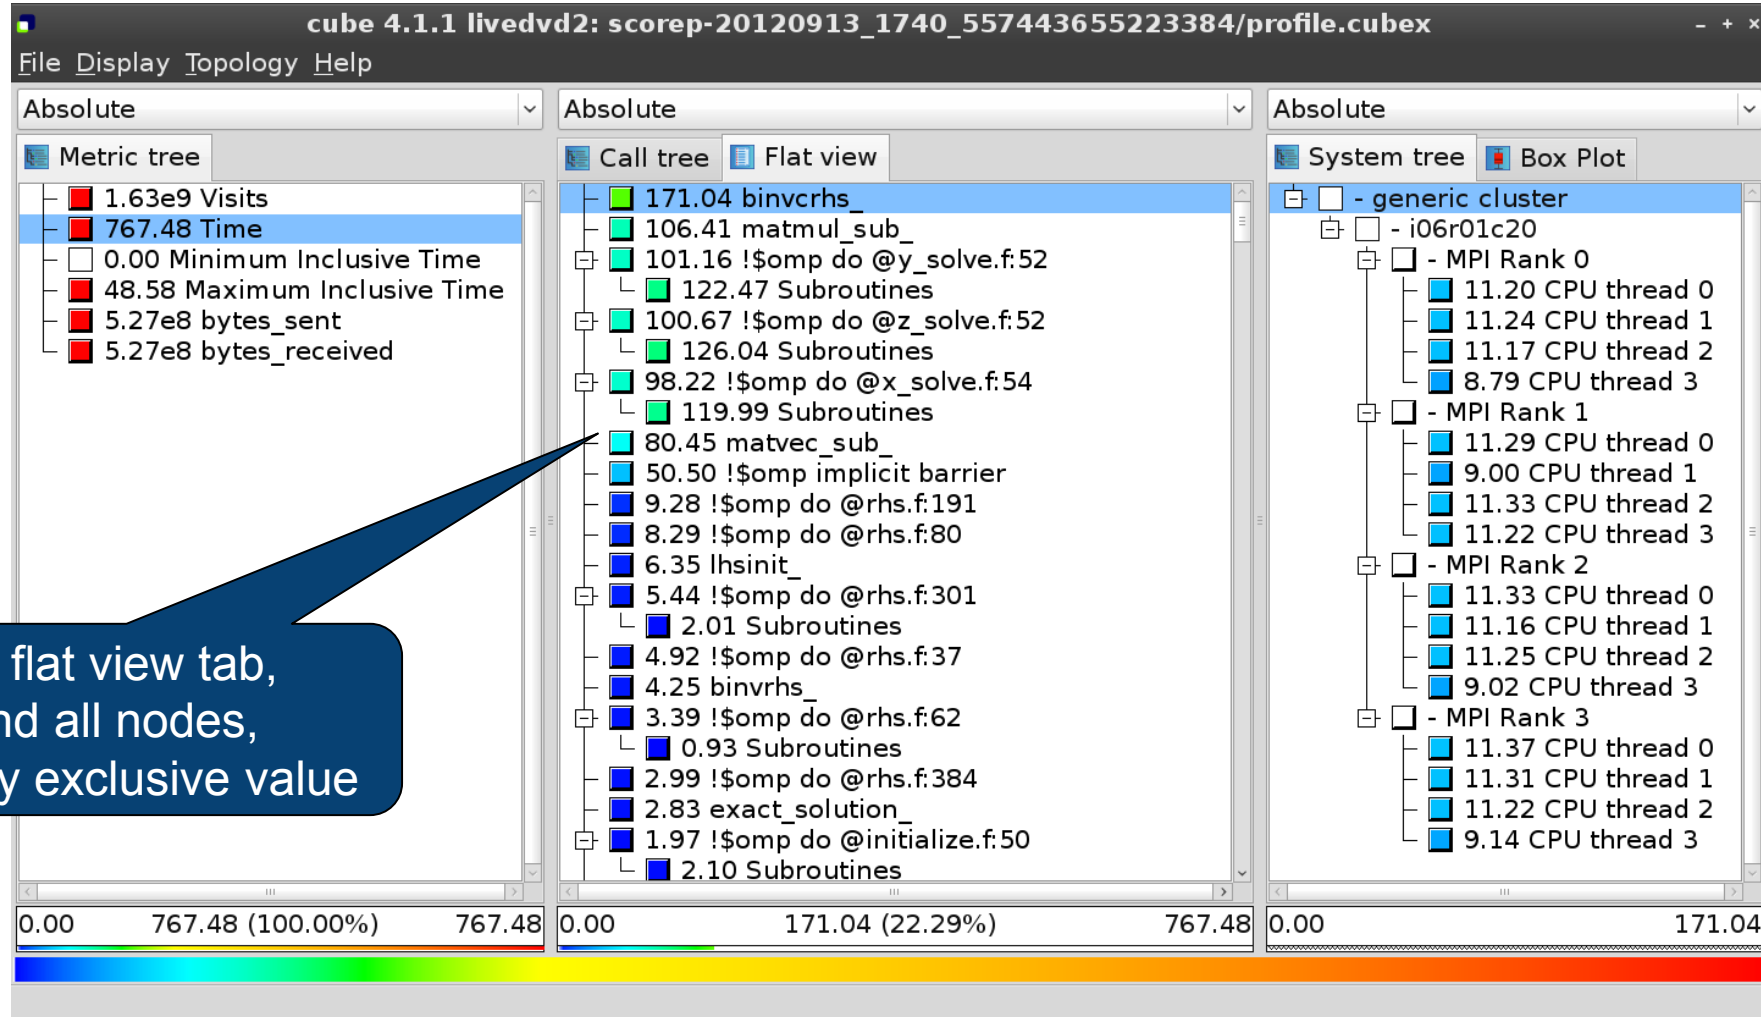 cube 4.1.1 livedvd2: scorep-20120913_1740_557443655223384/profile.cubex
File Display Topology Help
Absolute
Metric tree
1.63e9 Visits
767.48 Time
0.00 Minimum Inclusive Time
48.58 Maximum Inclusive Time
5.27e8 bytes_sent
5.27e8 bytes_received
0.00 767.48 (100.00%) 767.48
Absolute
Call tree Flat view
171.04 binvcrhs_
106.41 matmul_sub_
101.16 !$omp do @y_solve.f:52
122.47 Subroutines
100.67 !$omp do @z_solve.f:52
126.04 Subroutines
98.22 !$omp do @x_solve.f:54
119.99 Subroutines
80.45 matvec_sub_
50.50 !$omp implicit barrier
9.28 !$omp do @rhs.f:191
8.29 !$omp do @rhs.f:80
6.35 lhsinit_
5.44 !$omp do @rhs.f:301
2.01 Subroutines
4.92 !$omp do @rhs.f:37
4.25 binvrhs_
3.39 !$omp do @rhs.f:62
0.93 Subroutines
2.99 !$omp do @rhs.f:384
2.83 exact_solution_
1.97 !$omp do @initialize.f:50
2.10 Subroutines
0.00 171.04 (22.29%) 767.48
Absolute
System tree Box Plot
- generic cluster
- i06r01c20
- MPI Rank 0
11.20 CPU thread 0
11.24 CPU thread 1
11.17 CPU thread 2
8.79 CPU thread 3
- MPI Rank 1
11.29 CPU thread 0
9.00 CPU thread 1
11.33 CPU thread 2
11.22 CPU thread 3
- MPI Rank 2
11.33 CPU thread 0
11.16 CPU thread 1
11.25 CPU thread 2
9.02 CPU thread 3
- MPI Rank 3
11.37 CPU thread 0
11.31 CPU thread 1
11.22 CPU thread 2
9.14 CPU thread 3
0.00 171.04
flat view tab,
all nodes,
exclusive value